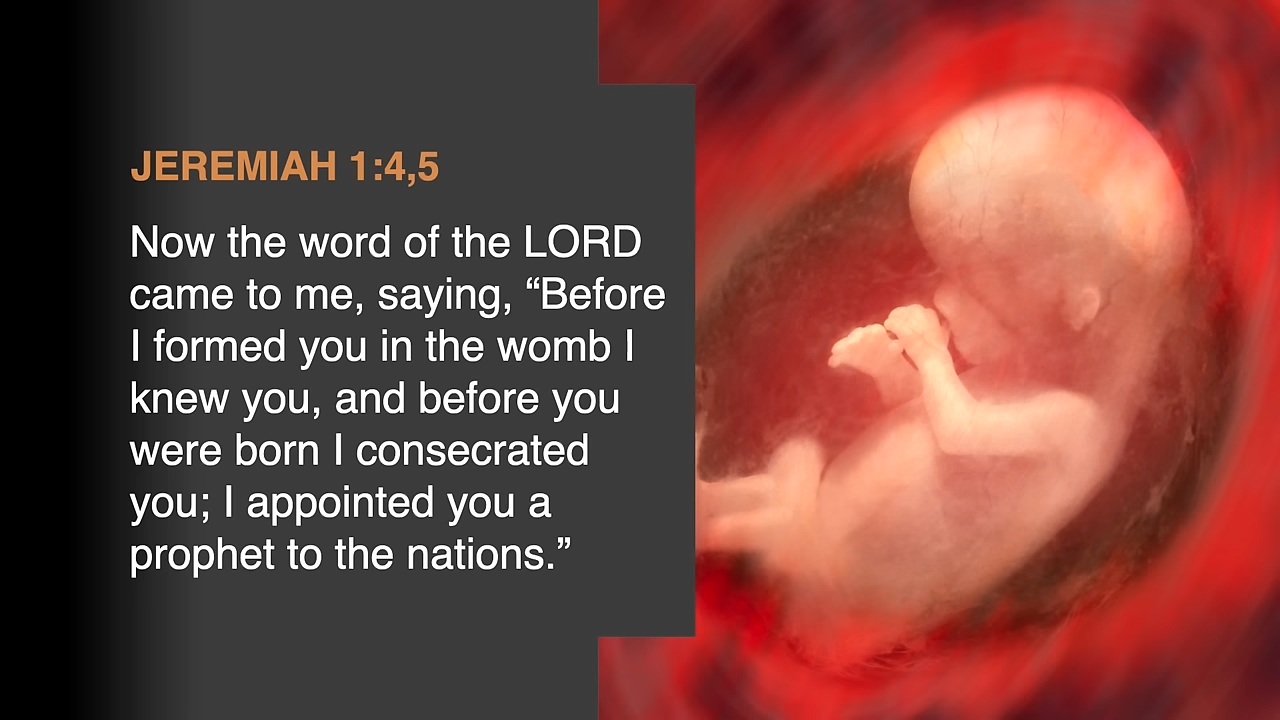 JEREMIAH 1:4,5
Now the word of the LORD
came to me, saying, “Before
I formed you in the womb I
knew you, and before you
were born I consecrated
you; I appointed you a
prophet to the nations.”